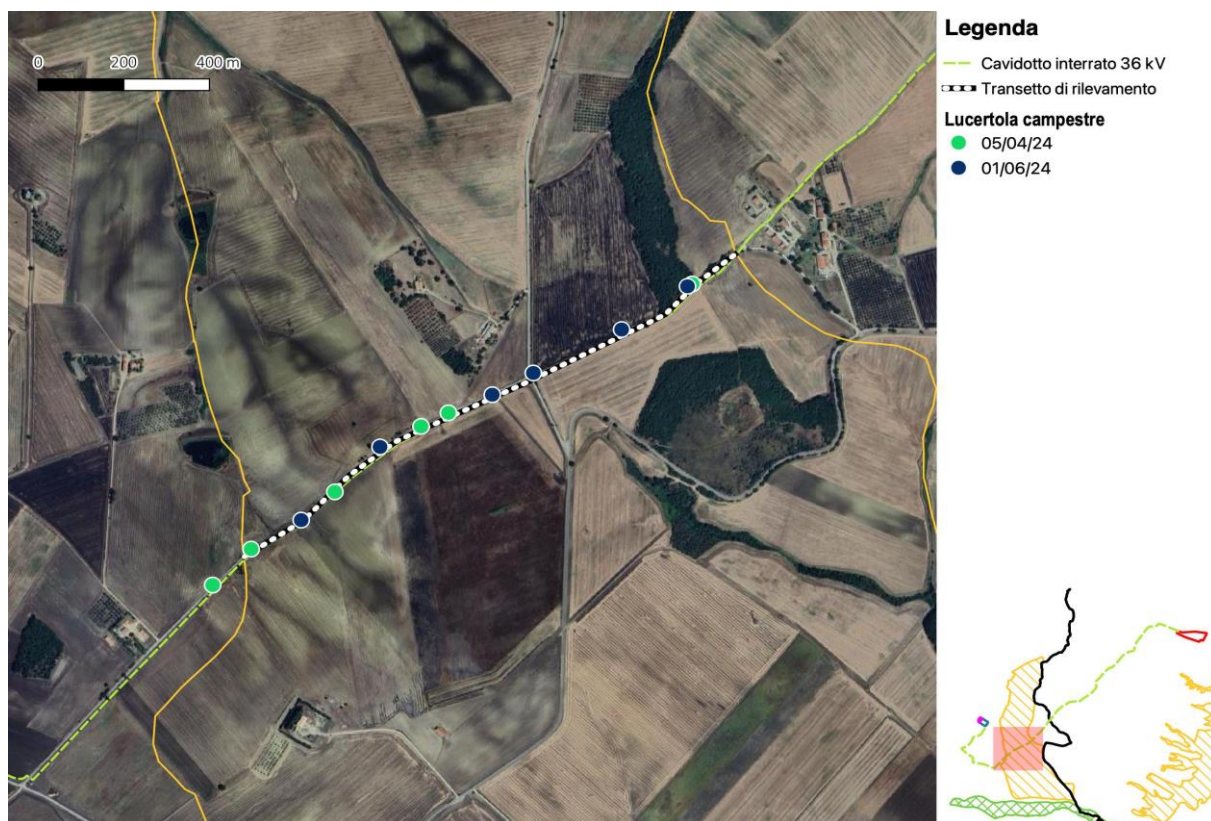 0 200 400 m
Legenda
Cavidotto interrato 36 kV
Transetto di rilevamento
Lucertola campestre
05/04/24
01/06/24